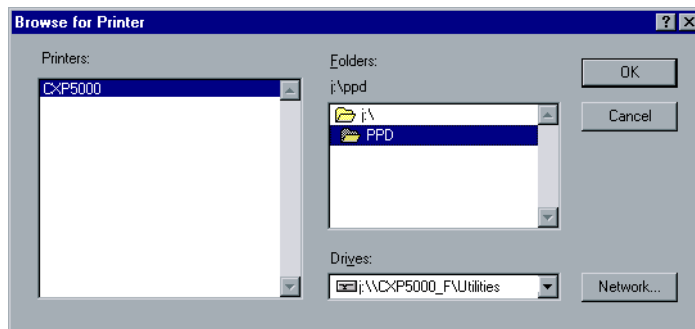 Browse for Printer
Printers:
CXP5000
Folders:
j:\ppd
j:\
PPD
Drives:
j:\\CXP5000_F\Utilities
OK
Cancel
Network...